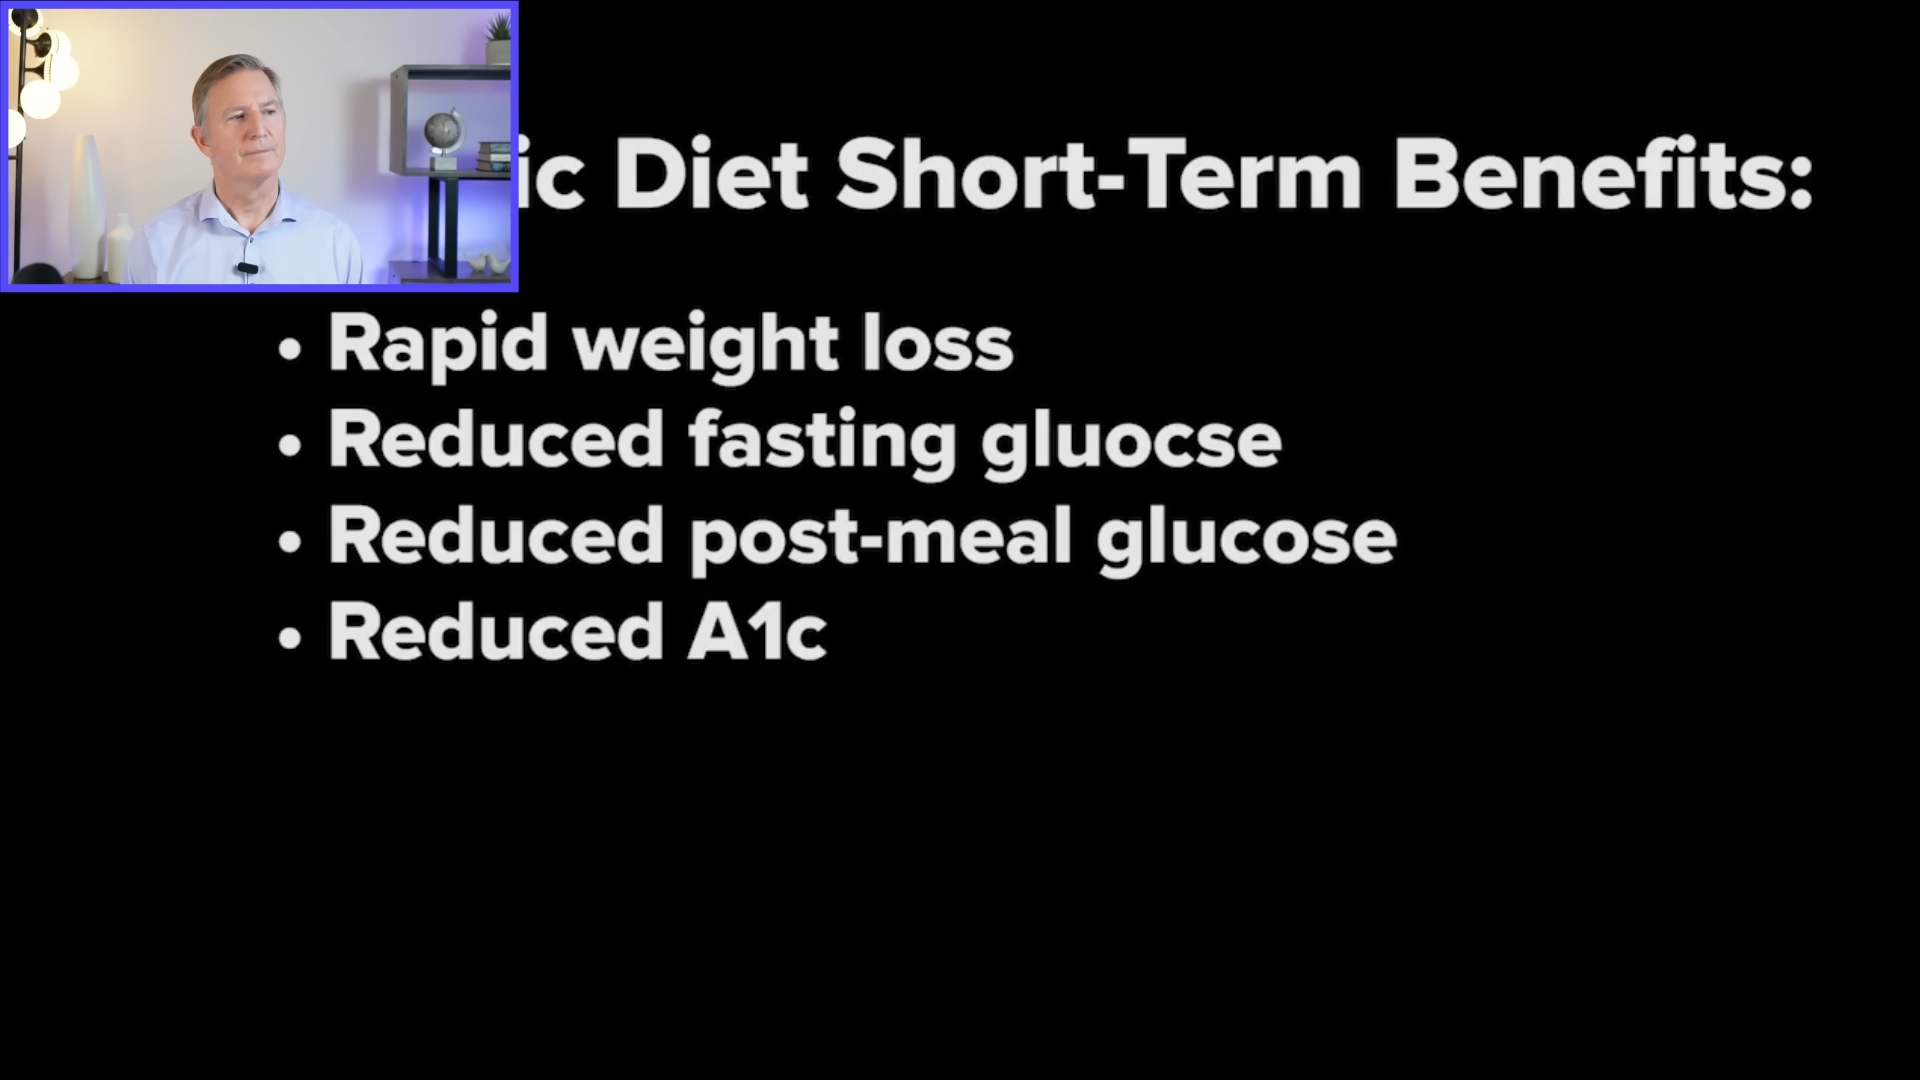 ic Diet Short-Term Benefits:
• Rapid weight loss
• Reduced fasting gluocse
• Reduced post-meal glucose
• Reduced A1c